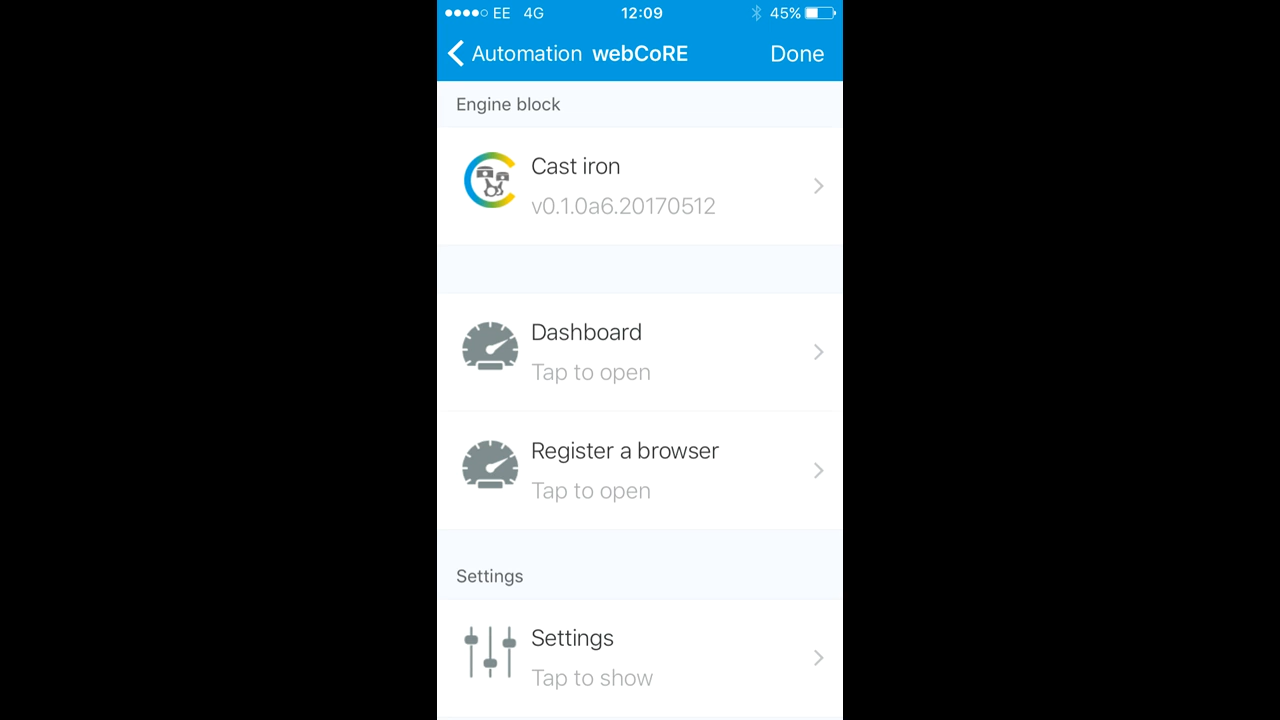 EE 4G 12:09 45%
Automation webCoRE Done
Engine block
Cast iron
v0.1.0a6.20170512
Dashboard
Tap to open
Register a browser
Tap to open
Settings
Settings
Tap to show